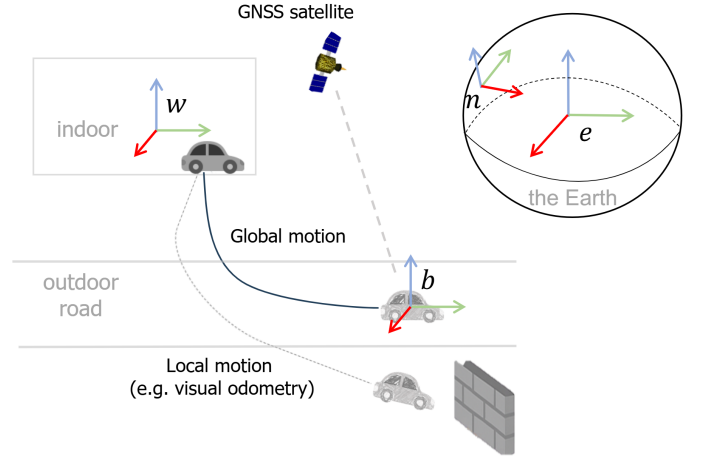 GNSS satellite
w
indoor
n
e
the Earth
Global motion
b
outdoor
road
Local motion
(e.g. visual odometry)